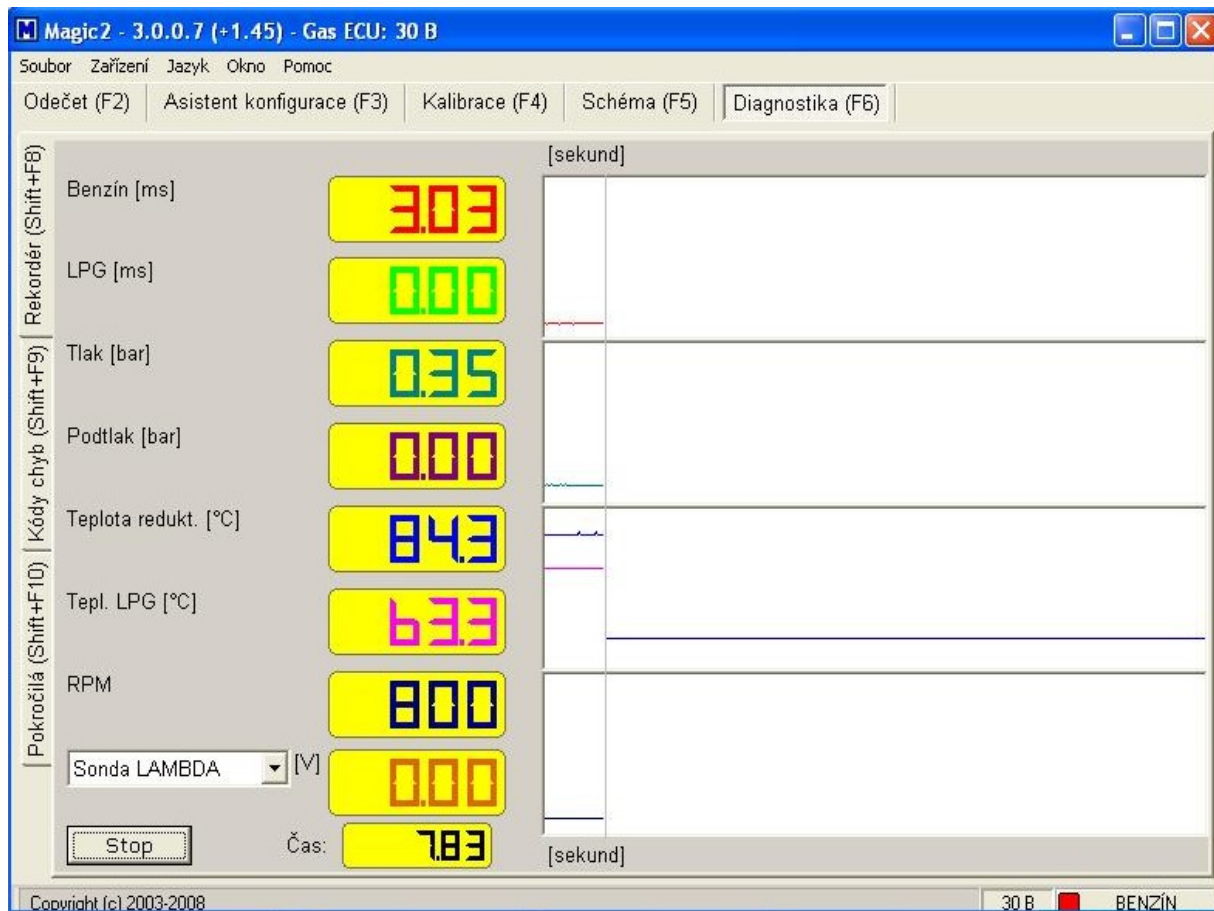 Magic2 - 3.0.0.7 (+1.45) - Gas ECU: 30 B
Soubor Zařízení Jazyk Okno Pomoc
Odečet (F2) Asistent konfigurace (F3) Kalibrace (F4) Schéma (F5) Diagnostika (F6)
Rekordér (Shift+F8)
Kódy chyb (Shift+F9)
Pokročilá (Shift+F10)
[sekund]
Benzín [ms] 3.03
LPG [ms] 0.00
Tlak [bar] 0.35
Podtlak [bar] 0.00
Teplota redukt. [°C] 84.3
Tepl. LPG [°C] 63.3
RPM 800
Sonda LAMBDA [V] 0.00
Stop Čas: 7.83
[sekund]
Copyright (c) 2003-2008 30 B BENZÍN